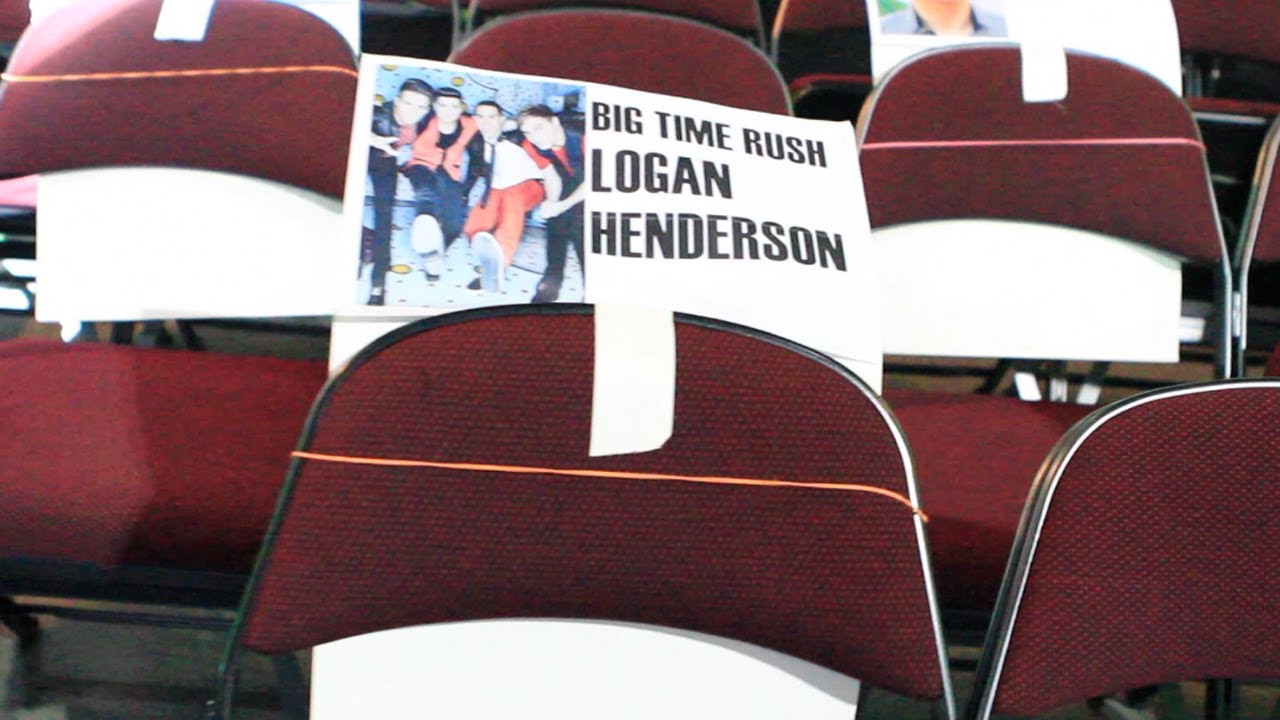 BIG TIME RUSH
LOGAN
HENDERSON